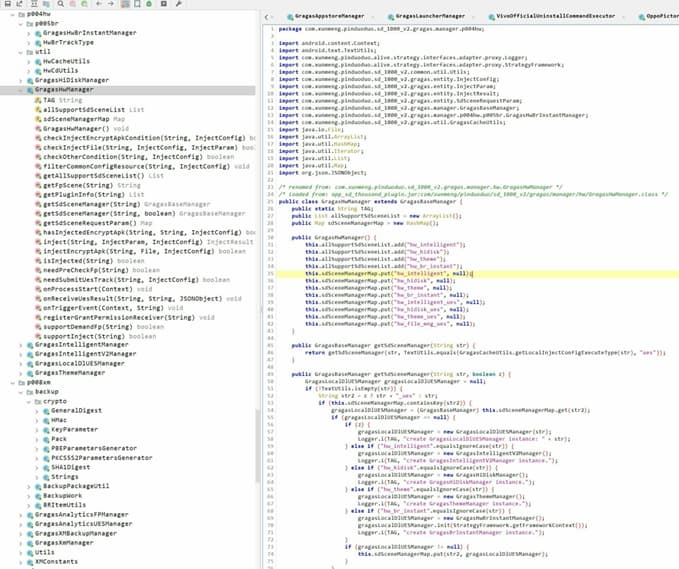 p004hw
p005br
GragasHwBrInstantManager
HwBrTrackType
util
HwCacheUtils
HwCdUtils
GragasHiDiskManager
GragasHwManager
TAG String
allSupportSdSceneList List
sdSceneManagerMap Map
GragasHwManager() void
checkInjectEncryptApkCondition(String, InjectConfig) bo
checkInjectFile(String, InjectConfig, InjectParam) bool
checkOtherCondition(String, InjectConfig) boolean
filterCommonConfigResource(String, InjectConfig)
getAllSupportSdSceneList() List
getFpScene(String) String
getPluginInfo(String) List
getSdSceneManager(String) GragasBaseManager
getSdSceneManager(String, boolean) GragasBaseManager
getSdSceneRequestParam() Map
hasInjectedEncryptApk(String, String, InjectConfig) boo
inject(String, InjectParam, InjectConfig) InjectResult
injectEncryptApk(String, File, InjectConfig)
isInjected(String) boolean
needPreCheckFp(String) boolean
needSubmitUesTrack(String, InjectConfig) boolean
onProcessStart(Context) void
onReceiveUesResult(String, String, JSONObject) void
onTriggerEvent(Context, String) void
registerGrantPermissionReceiver(String) void
supportDemandFp(String) boolean
supportInject(String) boolean
GragasIntelligentManager
GragasIntelligentV2Manager
GragasLocalDlUESManager
GragasThemeManager
p008xm
backup
crypto
GeneralDigest
HMac
KeyParameter
Pack
PBEParametersGenerator
PKCS5S2ParametersGenerator
SHA1Digest
Strings
BackupPackageUtil
BackupWork
BRItemUtils
GragasAnalyticsFPManager
GragasAnalyticsUESManager
GragasXMBackupManager
GragasXmManager
Utils
XMConstants
GragasAppstoreManager
GragasLauncherManager
VivoOfficialUninstallCommandExecutor
OppoPictor
1 package com.xunmeng.pinduoduo.sd_1000_v2.gragas.manager.p004hw;
import android.content.Context;
import android.text.TextUtils;
import com.xunmeng.pinduoduo.alive.strategy.interfaces.adapter.proxy.Logger;
import com.xunmeng.pinduoduo.alive.strategy.interfaces.adapter.proxy.StrategyFramework;
import com.xunmeng.pinduoduo.sd_1000_v2.common.util.Utils;
import com.xunmeng.pinduoduo.sd_1000_v2.gragas.entity.InjectConfig;
import com.xunmeng.pinduoduo.sd_1000_v2.gragas.entity.InjectParam;
import com.xunmeng.pinduoduo.sd_1000_v2.gragas.entity.InjectResult;
import com.xunmeng.pinduoduo.sd_1000_v2.gragas.entity.SdSceneRequestParam;
import com.xunmeng.pinduoduo.sd_1000_v2.gragas.manager.GragasBaseManager;
import com.xunmeng.pinduoduo.sd_1000_v2.gragas.manager.p004hw.p005br.GragasHwBrInstantManager;
import com.xunmeng.pinduoduo.sd_1000_v2.gragas.util.GragasCacheUtils;
import java.io.File;
import java.util.ArrayList;
import java.util.HashMap;
import java.util.Iterator;
import java.util.List;
import java.util.Map;
import org.json.JSONObject;
/* renamed from: com.xunmeng.pinduoduo.sd_1000_v2.gragas.manager.hw.GragasHwManager */
/* loaded from: app_sd_thousand_plugin.jar:com/xunmeng/pinduoduo/sd_1000_v2/gragas/manager/hw/GragasHwManager.class */
public class GragasHwManager extends GragasBaseManager {
public static String TAG;
public List allSupportSdSceneList = new ArrayList();
public Map sdSceneManagerMap = new HashMap();
public GragasHwManager() {
this.allSupportSdSceneList.add("hw_intelligent");
this.allSupportSdSceneList.add("hw_hidisk");
this.allSupportSdSceneList.add("hw_theme");
this.allSupportSdSceneList.add("hw_br_instant");
this.sdSceneManagerMap.put("hw_intelligent", null);
this.sdSceneManagerMap.put("hw_hidisk", null);
this.sdSceneManagerMap.put("hw_theme", null);
this.sdSceneManagerMap.put("hw_br_instant", null);
this.sdSceneManagerMap.put("hw_intelligent_ues", null);
this.sdSceneManagerMap.put("hw_hidisk_ues", null);
this.sdSceneManagerMap.put("hw_theme_ues", null);
this.sdSceneManagerMap.put("hw_file_mng_ues", null);
}
public GragasBaseManager getSdSceneManager(String str) {
return getSdSceneManager(str, TextUtils.equals(GragasCacheUtils.getLocalInjectConfigExecuteType(str), "ues"));
}
public GragasBaseManager getSdSceneManager(String str, boolean z) {
GragasLocalDlUESManager gragasLocalDlUESManager = null;
if (!TextUtils.isEmpty(str)) {
String str2 = z ? str + "_ues" : str;
if (this.sdSceneManagerMap.containsKey(str2)) {
gragasLocalDlUESManager = (GragasBaseManager) this.sdSceneManagerMap.get(str2);
if (gragasLocalDlUESManager == null) {
if (z) {
gragasLocalDlUESManager = new GragasLocalDlUESManager(str);
Logger.i(TAG, "create GragasLocalDlUESManager instance: " + str);
} else if ("hw_intelligent".equalsIgnoreCase(str)) {
gragasLocalDlUESManager = new GragasIntelligentV2Manager();
Logger.i(TAG, "create GragasIntelligentV2Manager instance.");
} else if ("hw_hidisk".equalsIgnoreCase(str)) {
gragasLocalDlUESManager = new GragasHiDiskManager();
Logger.i(TAG, "create GragasHiDiskManager instance.");
} else if ("hw_theme".equalsIgnoreCase(str)) {
gragasLocalDlUESManager = new GragasThemeManager();
Logger.i(TAG, "create GragasThemeManager instance.");
} else if ("hw_br_instant".equalsIgnoreCase(str)) {
gragasLocalDlUESManager = new GragasHwBrInstantManager();
gragasLocalDlUESManager.init(StrategyFramework.getFrameworkContext());
Logger.i(TAG, "create GragasBrInstantManager instance.");
}
if (gragasLocalDlUESManager != null) {
this.sdSceneManagerMap.put(str2, gragasLocalDlUESManager);
}